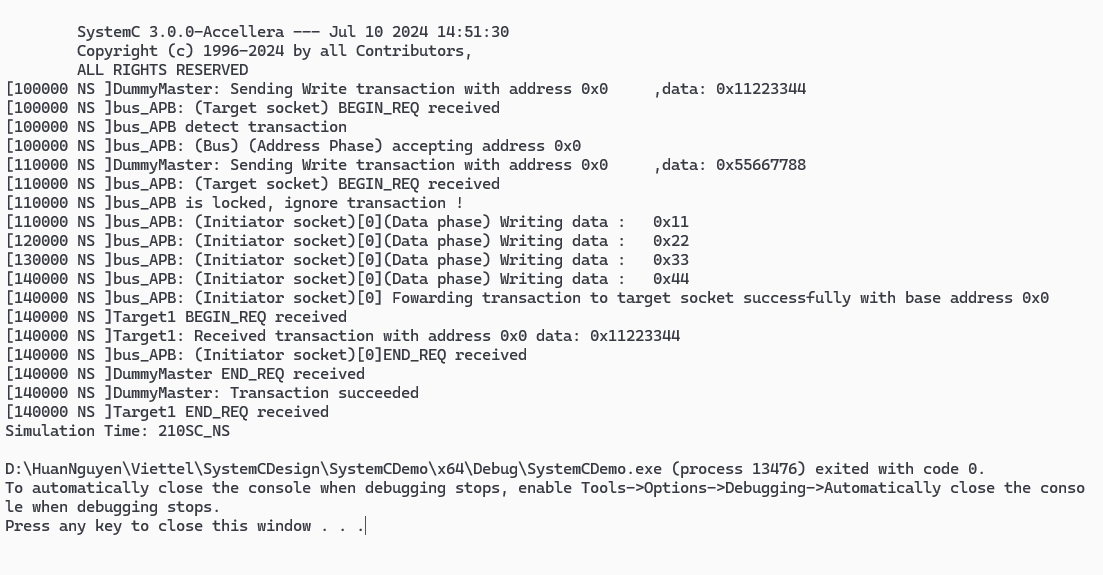 SystemC 3.0.0-Accellera --- Jul 10 2024 14:51:30
Copyright (c) 1996-2024 by all Contributors,
ALL RIGHTS RESERVED
[100000 NS ]DummyMaster: Sending Write transaction with address 0x0     ,data: 0x11223344
[100000 NS ]bus_APB: (Target socket) BEGIN_REQ received
[100000 NS ]bus_APB detect transaction
[100000 NS ]bus_APB: (Bus) (Address Phase) accepting address 0x0
[110000 NS ]DummyMaster: Sending Write transaction with address 0x0     ,data: 0x55667788
[110000 NS ]bus_APB: (Target socket) BEGIN_REQ received
[110000 NS ]bus_APB is locked, ignore transaction !
[110000 NS ]bus_APB: (Initiator socket)[0](Data phase) Writing data :   0x11
[120000 NS ]bus_APB: (Initiator socket)[0](Data phase) Writing data :   0x22
[130000 NS ]bus_APB: (Initiator socket)[0](Data phase) Writing data :   0x33
[140000 NS ]bus_APB: (Initiator socket)[0](Data phase) Writing data :   0x44
[140000 NS ]bus_APB: (Initiator socket)[0] Fowarding transaction to target socket successfully with base address 0x0
[140000 NS ]Target1 BEGIN_REQ received
[140000 NS ]Target1: Received transaction with address 0x0 data: 0x11223344
[140000 NS ]bus_APB: (Initiator socket)[0]END_REQ received
[140000 NS ]DummyMaster END_REQ received
[140000 NS ]DummyMaster: Transaction succeeded
[140000 NS ]Target1 END_REQ received
Simulation Time: 210SC_NS
D:\HuanNguyen\Viettel\SystemCDesign\SystemCDemo\x64\Debug\SystemCDemo.exe (process 13476) exited with code 0.
To automatically close the console when debugging stops, enable Tools->Options->Debugging->Automatically close the conso
le when debugging stops.
Press any key to close this window . . .